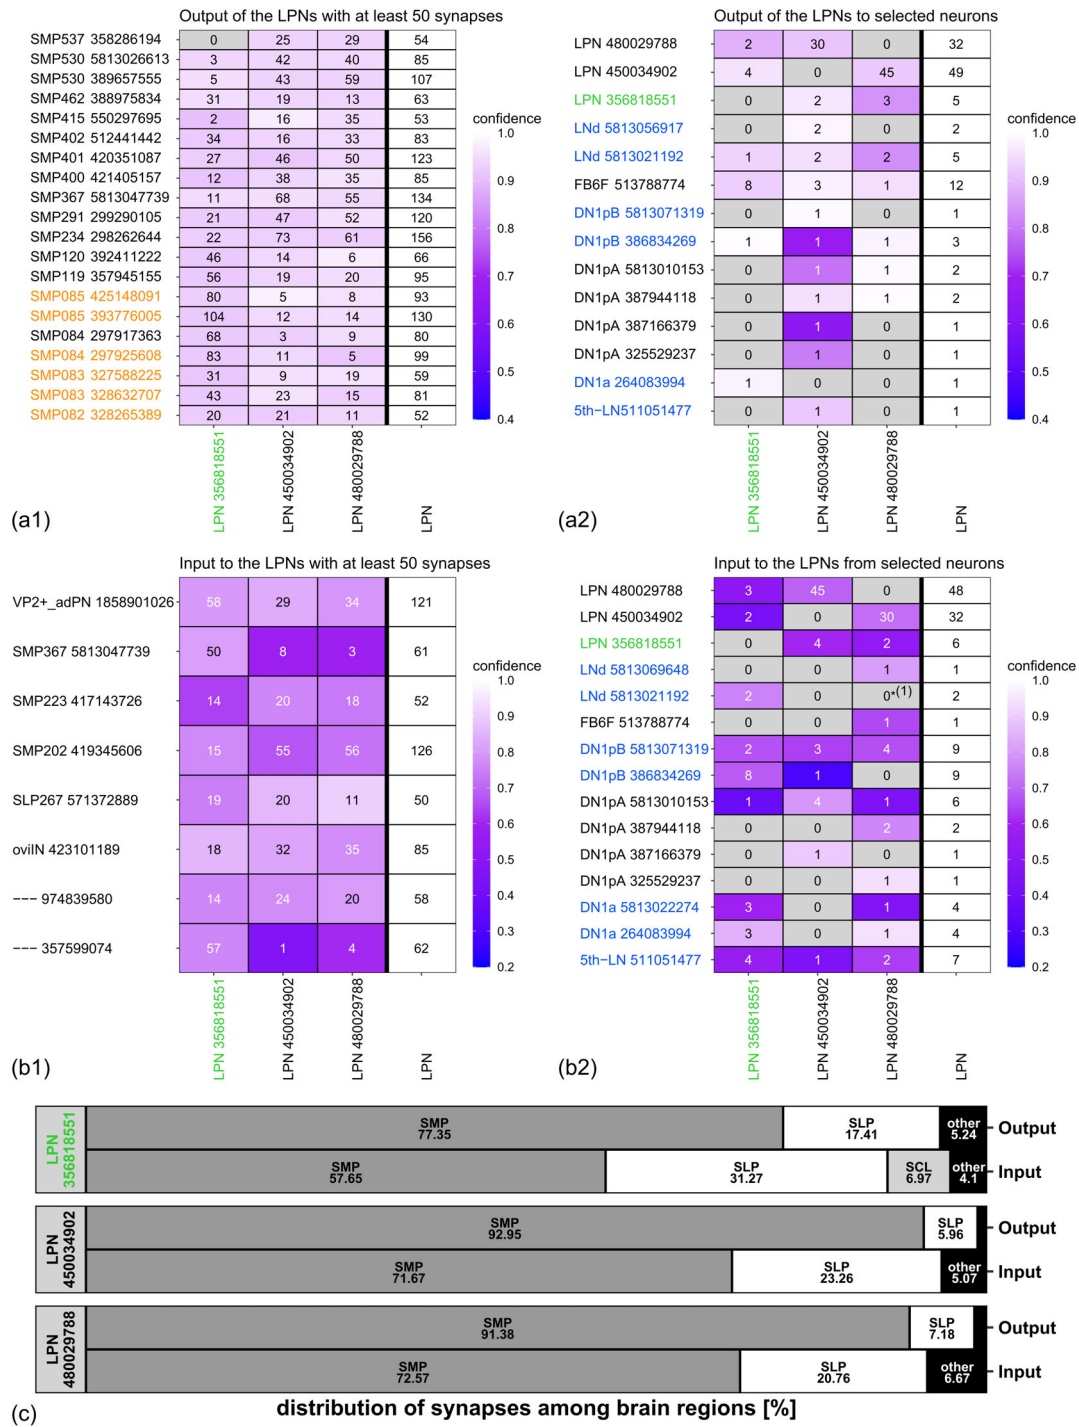 Output of the LPNs with at least 50 synapses
SMP537 358286194 0 25 29 54
SMP530 5813026613 3 42 40 85
SMP530 389657555 5 43 59 107
SMP462 388975834 31 19 13 63
SMP415 550297695 2 16 35 53
SMP402 512441442 34 16 33 83
SMP401 420351087 27 46 50 123
SMP400 421405157 12 38 35 85
SMP367 5813047739 11 68 55 134
SMP291 299290105 21 47 52 120
SMP234 298262644 22 73 61 156
SMP120 392411222 46 14 6 66
SMP119 357945155 56 19 20 95
SMP085 425148091 80 5 8 93
SMP085 393776005 104 12 14 130
SMP084 297917363 68 3 9 80
SMP084 297925608 83 11 5 99
SMP083 327588225 31 9 19 59
SMP083 328632707 43 23 15 81
SMP082 328265389 20 21 11 52
LPN 356818551
LPN 450034902
LPN 480029788
LPN
confidence
1.0
0.9
0.8
0.7
0.6
0.5
0.4
(a1)
Output of the LPNs to selected neurons
LPN 480029788 2 30 0 32
LPN 450034902 4 0 45 49
LPN 356818551 0 2 3 5
LNd 5813056917 0 2 0 2
LNd 5813021192 1 2 2 5
FB6F 513788774 8 3 1 12
DN1pB 5813071319 0 1 0 1
DN1pB 386834269 1 1 1 3
DN1pA 5813010153 0 1 1 2
DN1pA 387944118 0 1 1 2
DN1pA 387166379 0 1 0 1
DN1pA 325529237 0 1 0 1
DN1a 264083994 1 0 0 1
5th−LN511051477 0 1 0 1
LPN 356818551
LPN 450034902
LPN 480029788
LPN
confidence
1.0
0.9
0.8
0.7
0.6
0.5
0.4
(a2)
Input to the LPNs with at least 50 synapses
VP2+_adPN 1858901026 58 29 34 121
SMP367 5813047739 50 8 3 61
SMP223 417143726 14 20 18 52
SMP202 419345606 15 55 56 126
SLP267 571372889 19 20 11 50
oviIN 423101189 18 32 35 85
−−− 974839580 14 24 20 58
−−− 357599074 57 1 4 62
LPN 356818551
LPN 450034902
LPN 480029788
LPN
confidence
1.0
0.9
0.8
0.7
0.6
0.5
0.4
0.3
0.2
(b1)
Input to the LPNs from selected neurons
LPN 480029788 3 45 0 48
LPN 450034902 2 0 30 32
LPN 356818551 0 4 2 6
LNd 5813069648 0 0 1 1
LNd 5813021192 2 0 0*(1) 2
FB6F 513788774 0 0 1 1
DN1pB 5813071319 2 3 4 9
DN1pB 386834269 8 1 0 9
DN1pA 5813010153 1 4 1 6
DN1pA 387944118 0 0 2 2
DN1pA 387166379 0 1 0 1
DN1pA 325529237 0 0 1 1
DN1a 5813022274 3 0 1 4
DN1a 264083994 3 0 1 4
5th−LN 511051477 4 1 2 7
LPN 356818551
LPN 450034902
LPN 480029788
LPN
confidence
1.0
0.9
0.8
0.7
0.6
0.5
0.4
0.3
0.2
(b2)
LPN
356818551
SMP
77.35
SLP
17.41
other
5.24
Output
SMP
57.65
SLP
31.27
SCL
6.97
other
4.1
Input
LPN
450034902
SMP
92.95
SLP
5.96
Output
SMP
71.67
SLP
23.26
other
5.07
Input
LPN
480029788
SMP
91.38
SLP
7.18
Output
SMP
72.57
SLP
20.76
other
6.67
Input
(c)
distribution of synapses among brain regions [%]